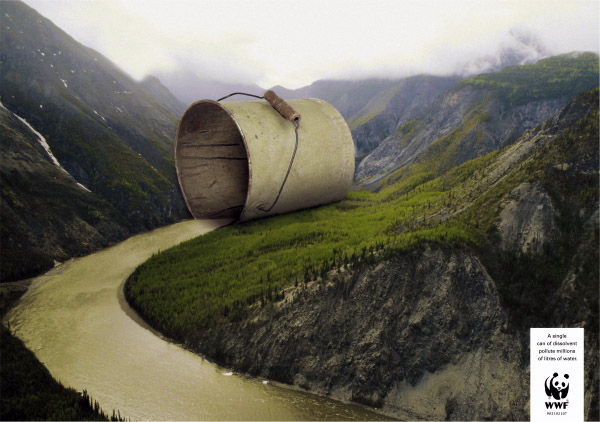 A single
can of dissolvent
pollute millions
of litres of water.
WWF